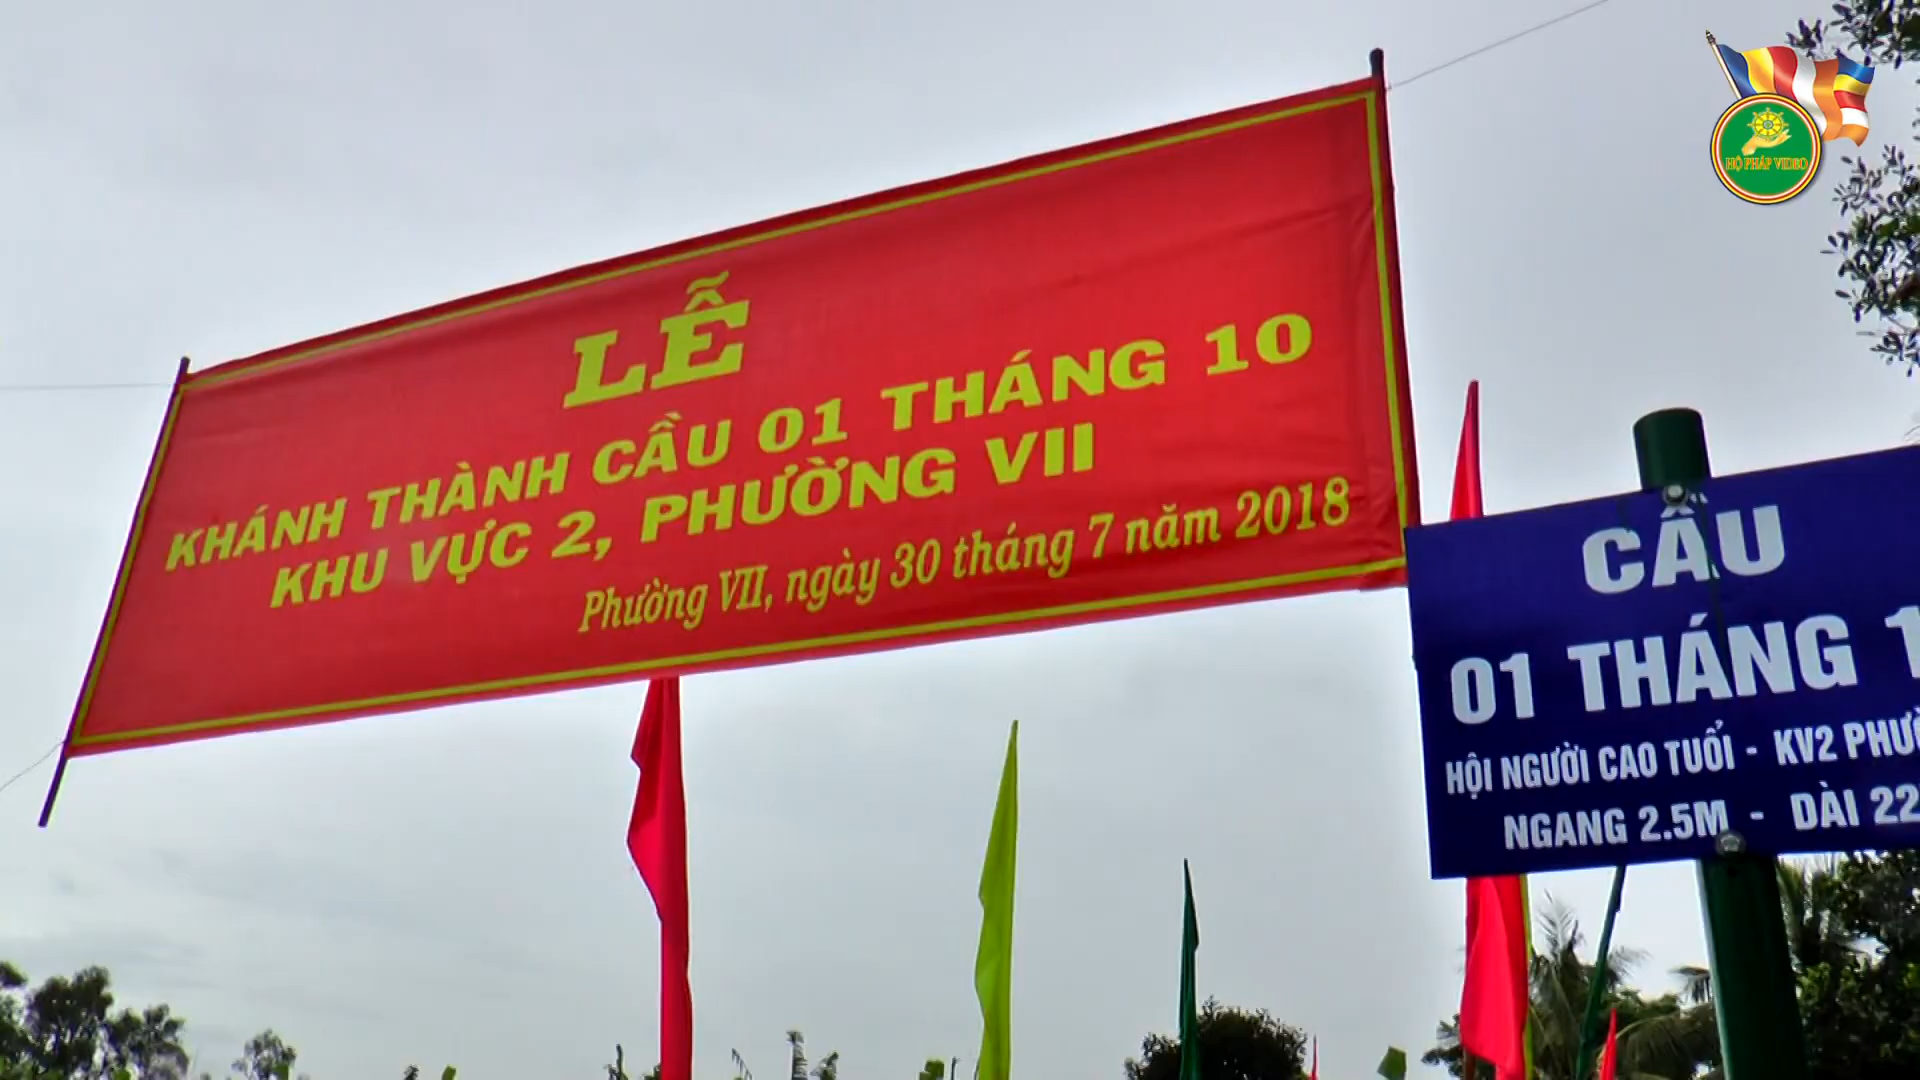 LỄ
KHÁNH THÀNH CẦU 01 THÁNG 10
KHU VỰC 2, PHƯỜNG VII
Phường VII, ngày 30 tháng 7 năm 2018
HỘ PHÁP VIDEO
CẦU
01 THÁNG 1
HỘI NGƯỜI CAO TUỔI - KV2
NGANG 2.5M - DÀI 22